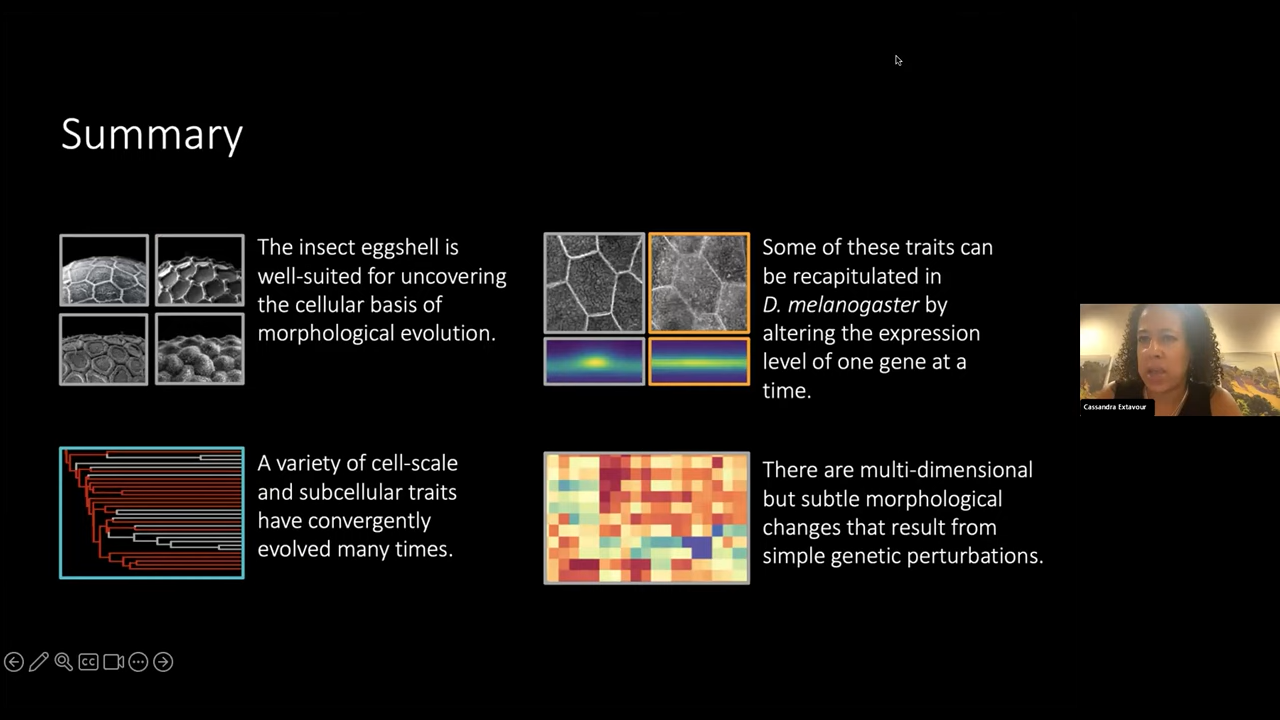 Summary
The insect eggshell is
well-suited for uncovering
the cellular basis of
morphological evolution.
Some of these traits can
be recapitulated in
D. melanogaster by
altering the expression
level of one gene at a
time.
A variety of cell-scale
and subcellular traits
have convergently
evolved many times.
There are multi-dimensional
but subtle morphological
changes that result from
simple genetic perturbations.
Cassandra Extavour
CC